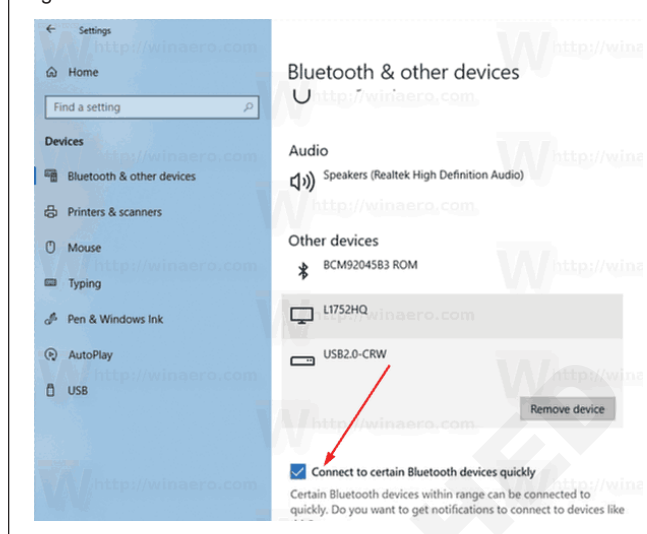 Settings
Home
Find a setting
Devices
Bluetooth & other devices
Printers & scanners
Mouse
Typing
Pen & Windows Ink
AutoPlay
USB
Bluetooth & other devices
Audio
Speakers (Realtek High Definition Audio)
Other devices
BCM92045B3 ROM
L1752HQ
USB2.0-CRW
Remove device
Connect to certain Bluetooth devices quickly
Certain Bluetooth devices within range can be connected to
quickly. Do you want to get notifications to connect to devices like
http://winaero.com